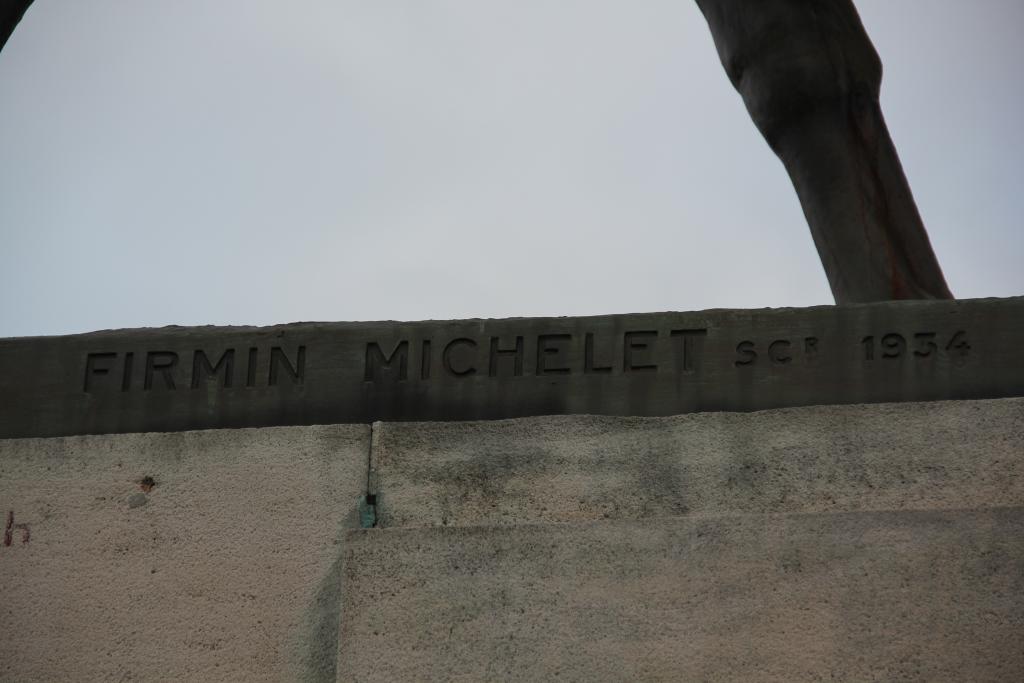 FIRMIN MICHELET SCR 1934
h